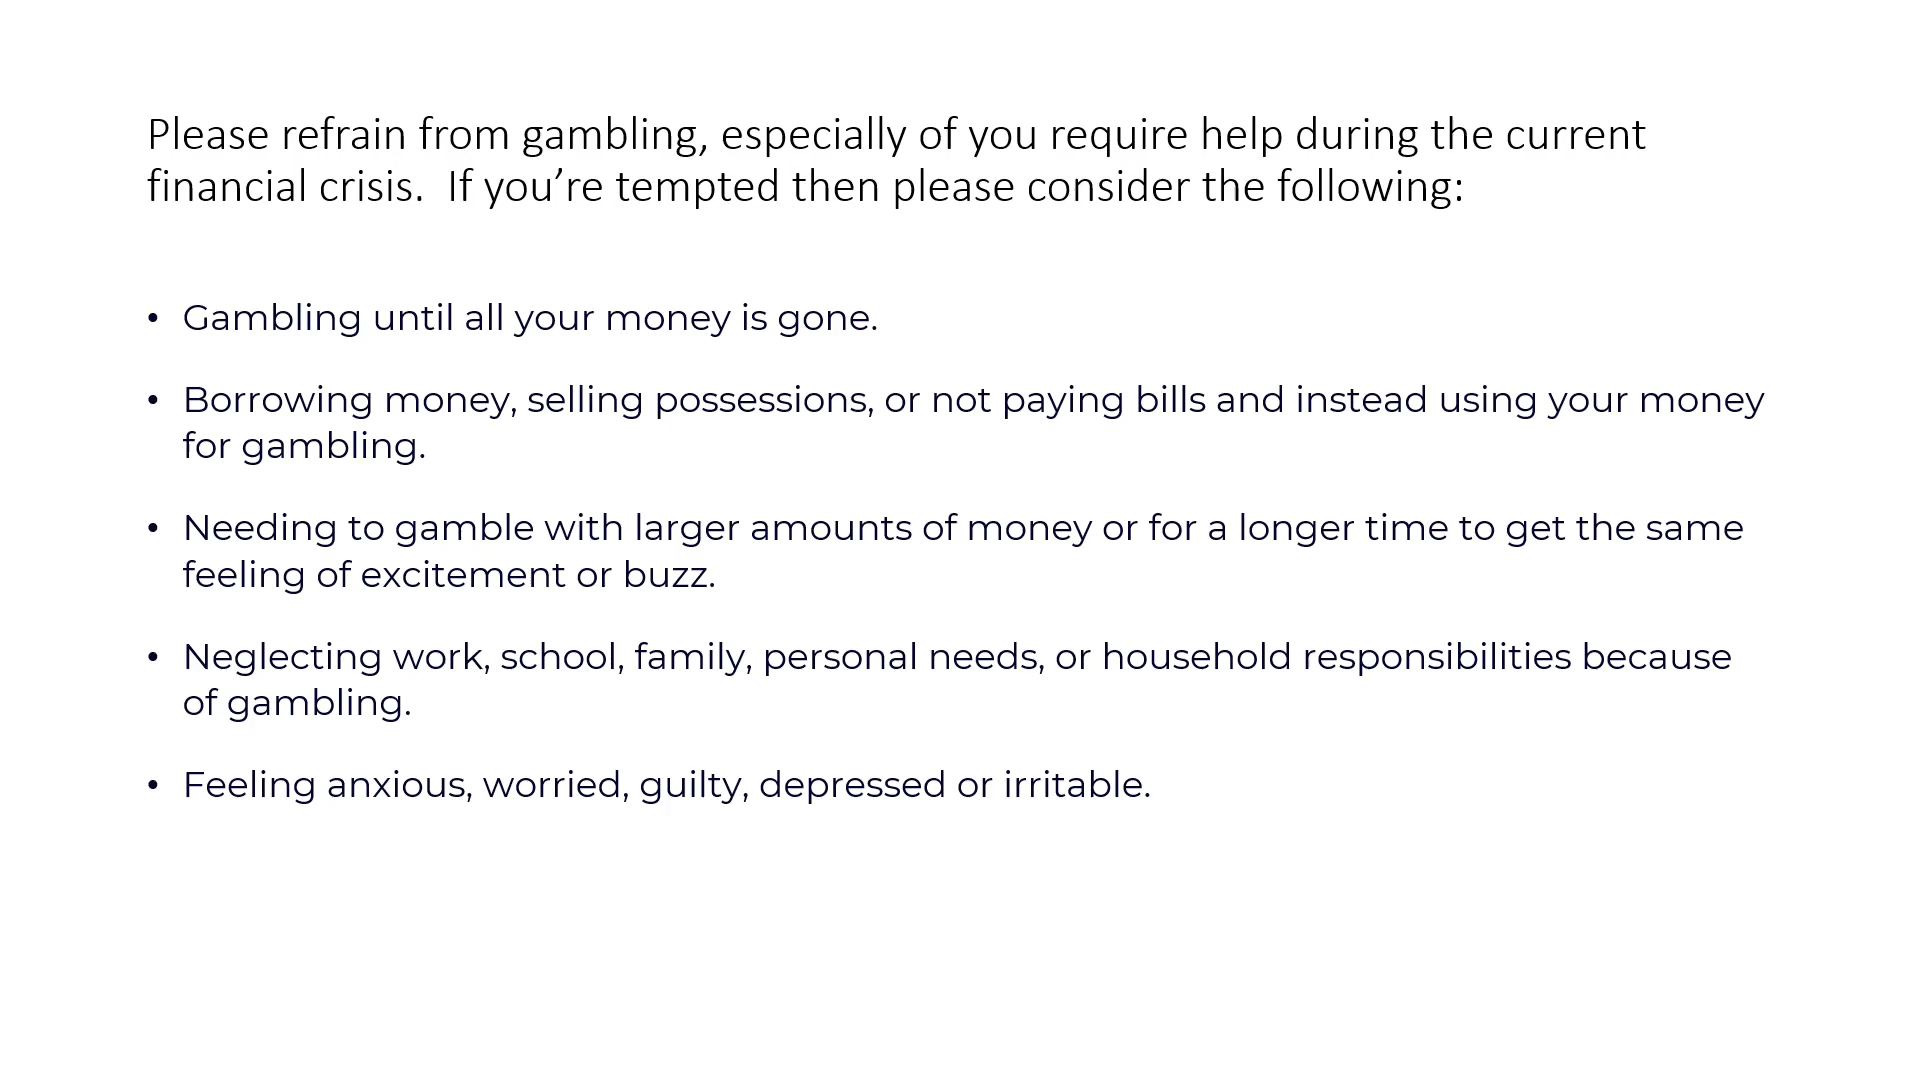 Please refrain from gambling, especially of you require help during the current
financial crisis.  If you’re tempted then please consider the following:
• Gambling until all your money is gone.
• Borrowing money, selling possessions, or not paying bills and instead using your money
for gambling.
• Needing to gamble with larger amounts of money or for a longer time to get the same
feeling of excitement or buzz.
• Neglecting work, school, family, personal needs, or household responsibilities because
of gambling.
• Feeling anxious, worried, guilty, depressed or irritable.